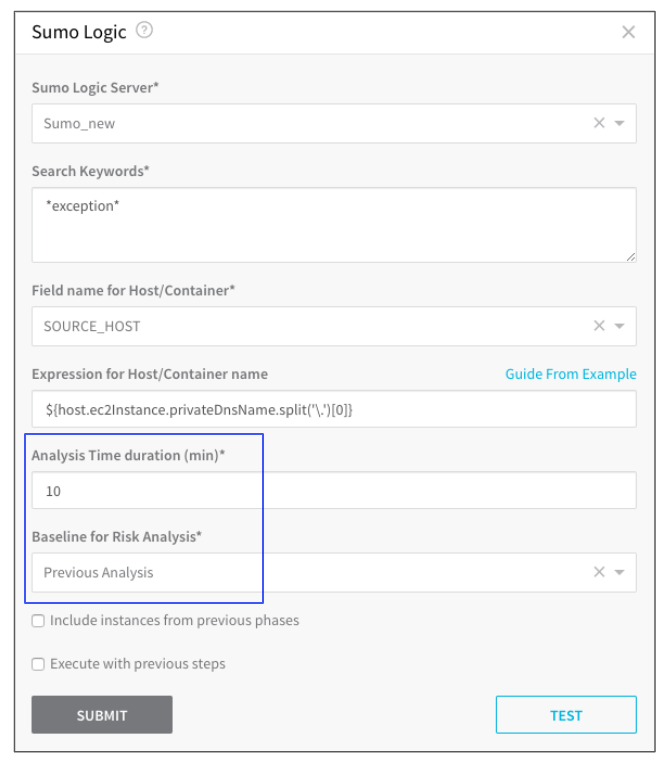 Sumo Logic ?
Sumo Logic Server*
Sumo_new
Search Keywords*
*exception*
Field name for Host/Container*
SOURCE_HOST
Expression for Host/Container name Guide From Example
${host.ec2Instance.privateDnsName.split('\.')[0]}
Analysis Time duration (min)*
10
Baseline for Risk Analysis*
Previous Analysis
Include instances from previous phases
Execute with previous steps
SUBMIT TEST